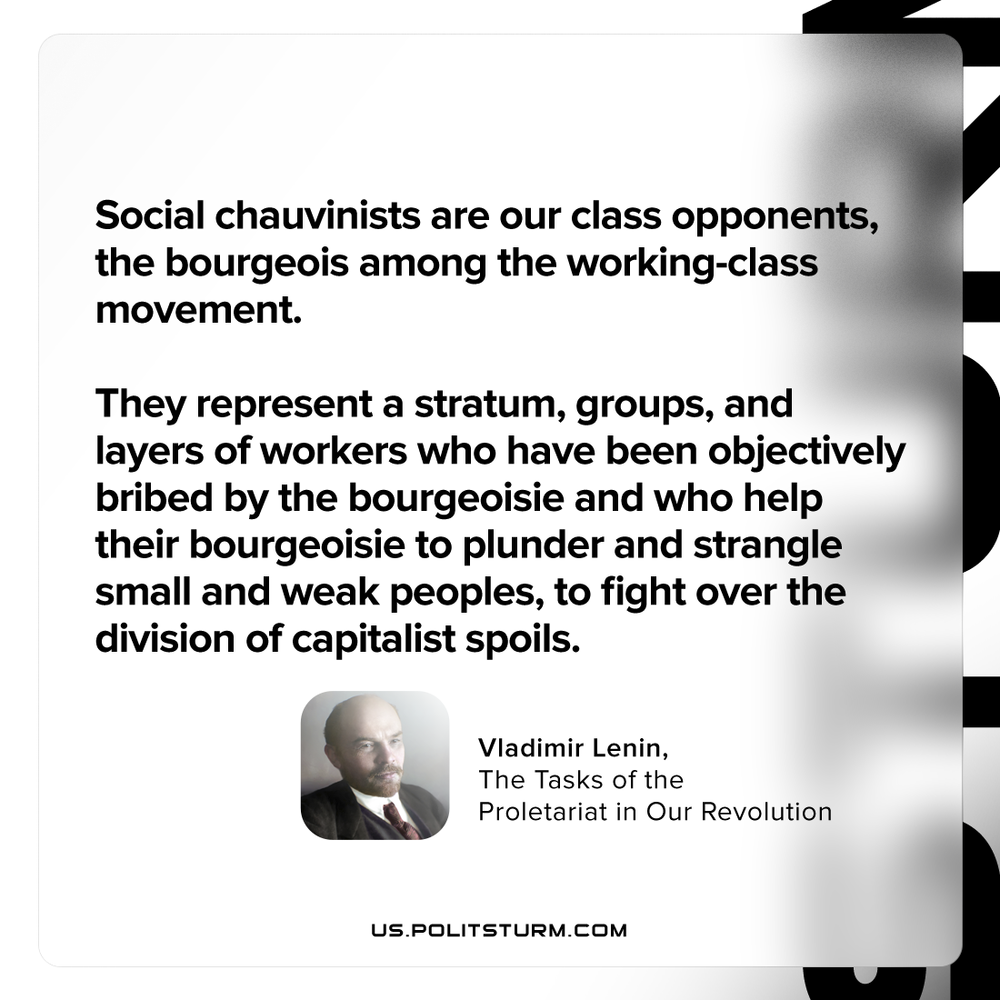 Social chauvinists are our class opponents,
the bourgeois among the working-class
movement.
They represent a stratum, groups, and
layers of workers who have been objectively
bribed by the bourgeoisie and who help
their bourgeoisie to plunder and strangle
small and weak peoples, to fight over the
division of capitalist spoils.
Vladimir Lenin,
The Tasks of the
Proletariat in Our Revolution
US.POLITSTURM.COM